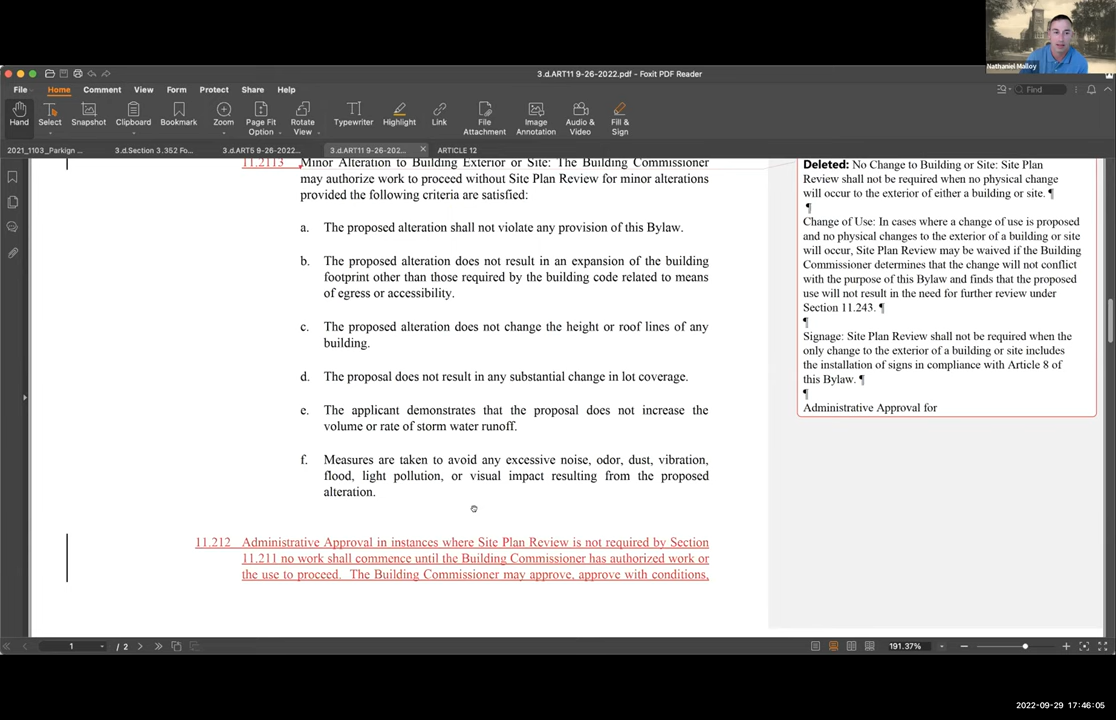 Nathaniel Malloy
3.d.ART11 9-26-2022.pdf - Foxit PDF Reader
File Home Comment View Form Protect Share Help
Find
Hand Select Snapshot Clipboard Bookmark Zoom Page Fit Option Rotate View Typewriter Highlight Link File Attachment Image Annotation Audio & Video Fill & Sign
2021_1103_Parkign ... 3.d.Section 3.352 Fo... 3.d.ART5 9-26-2022.... 3.d.ART11 9-26-202... ARTICLE 12
11.2113 Minor Alteration to Building Exterior or Site: The Building Commissioner
may authorize work to proceed without Site Plan Review for minor alterations
provided the following criteria are satisfied:
a. The proposed alteration shall not violate any provision of this Bylaw.
b. The proposed alteration does not result in an expansion of the building
footprint other than those required by the building code related to means
of egress or accessibility.
c. The proposed alteration does not change the height or roof lines of any
building.
d. The proposal does not result in any substantial change in lot coverage.
e. The applicant demonstrates that the proposal does not increase the
volume or rate of storm water runoff.
f. Measures are taken to avoid any excessive noise, odor, dust, vibration,
flood, light pollution, or visual impact resulting from the proposed
alteration.
11.212 Administrative Approval in instances where Site Plan Review is not required by Section
11.211 no work shall commence until the Building Commissioner has authorized work or
the use to proceed. The Building Commissioner may approve, approve with conditions,
Deleted: No Change to Building or Site: Site Plan
Review shall not be required when no physical change
will occur to the exterior of either a building or site. ¶
¶
Change of Use: In cases where a change of use is proposed
and no physical changes to the exterior of a building or site
will occur, Site Plan Review may be waived if the Building
Commissioner determines that the change will not conflict
with the purpose of this Bylaw and finds that the proposed
use will not result in the need for further review under
Section 11.243. ¶
¶
Signage: Site Plan Review shall not be required when the
only change to the exterior of a building or site includes
the installation of signs in compliance with Article 8 of
this Bylaw. ¶
¶
Administrative Approval for
1 / 2
191.37%
2022-09-29 17:46:05